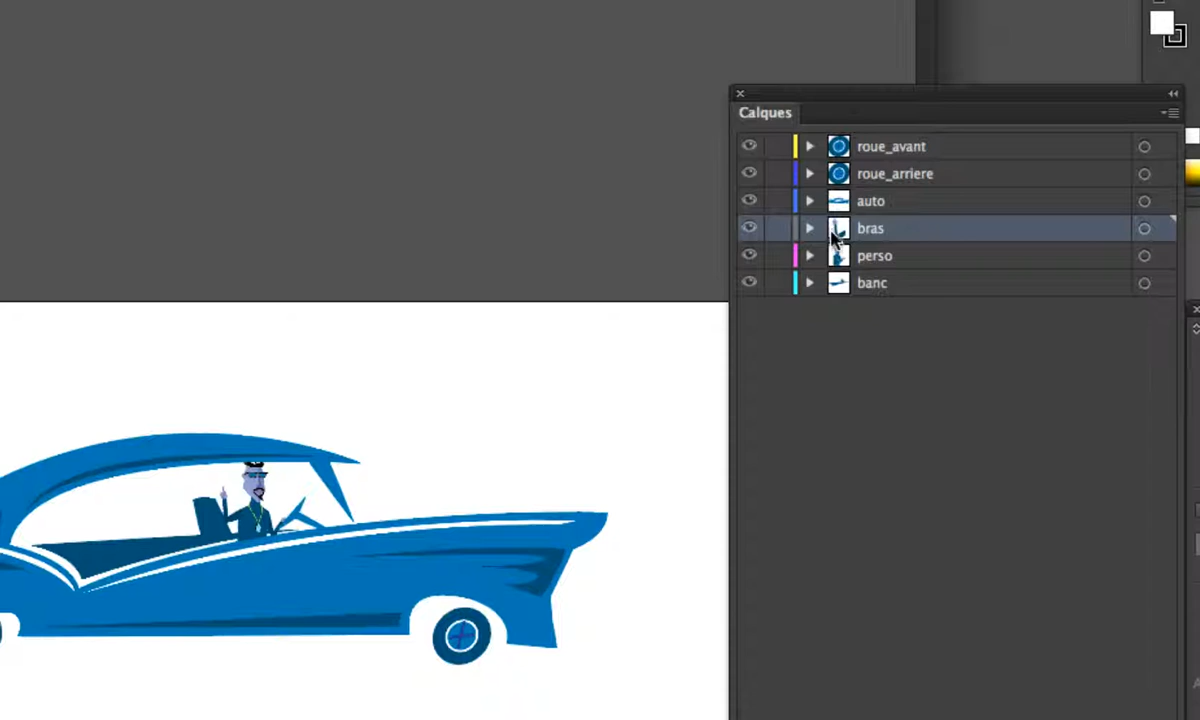 Calques
roue_avant
roue_arriere
auto
bras
perso
banc